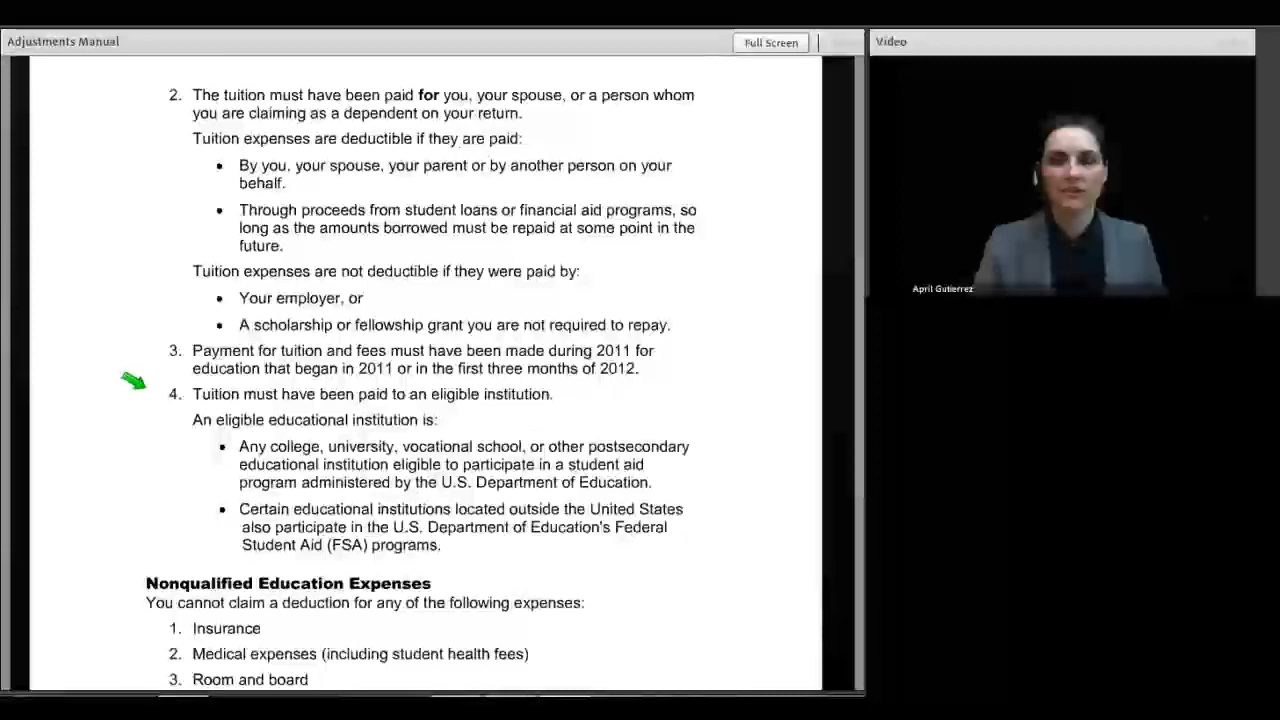 Adjustments Manual
Full Screen
Video
2. The tuition must have been paid for you, your spouse, or a person whom
you are claiming as a dependent on your return.
Tuition expenses are deductible if they are paid:
• By you, your spouse, your parent or by another person on your
behalf.
• Through proceeds from student loans or financial aid programs, so
long as the amounts borrowed must be repaid at some point in the
future.
Tuition expenses are not deductible if they were paid by:
• Your employer, or
• A scholarship or fellowship grant you are not required to repay.
3. Payment for tuition and fees must have been made during 2011 for
education that began in 2011 or in the first three months of 2012.
4. Tuition must have been paid to an eligible institution.
An eligible educational institution is:
• Any college, university, vocational school, or other postsecondary
educational institution eligible to participate in a student aid
program administered by the U.S. Department of Education.
• Certain educational institutions located outside the United States
also participate in the U.S. Department of Education's Federal
Student Aid (FSA) programs.
Nonqualified Education Expenses
You cannot claim a deduction for any of the following expenses:
1. Insurance
2. Medical expenses (including student health fees)
3. Room and board
April Gutierrez